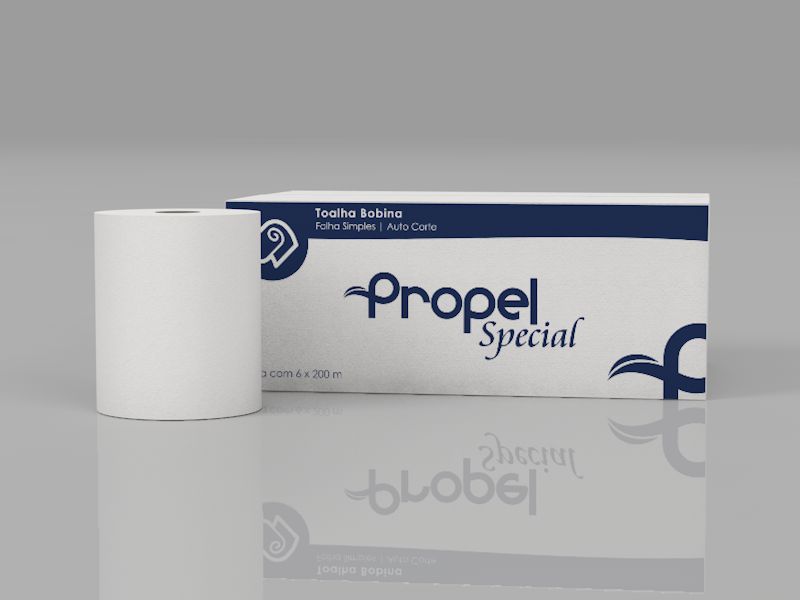 Toalha Bobina
Folha Simples | Auto Corte
Propel
Special
com 6 x 200 m